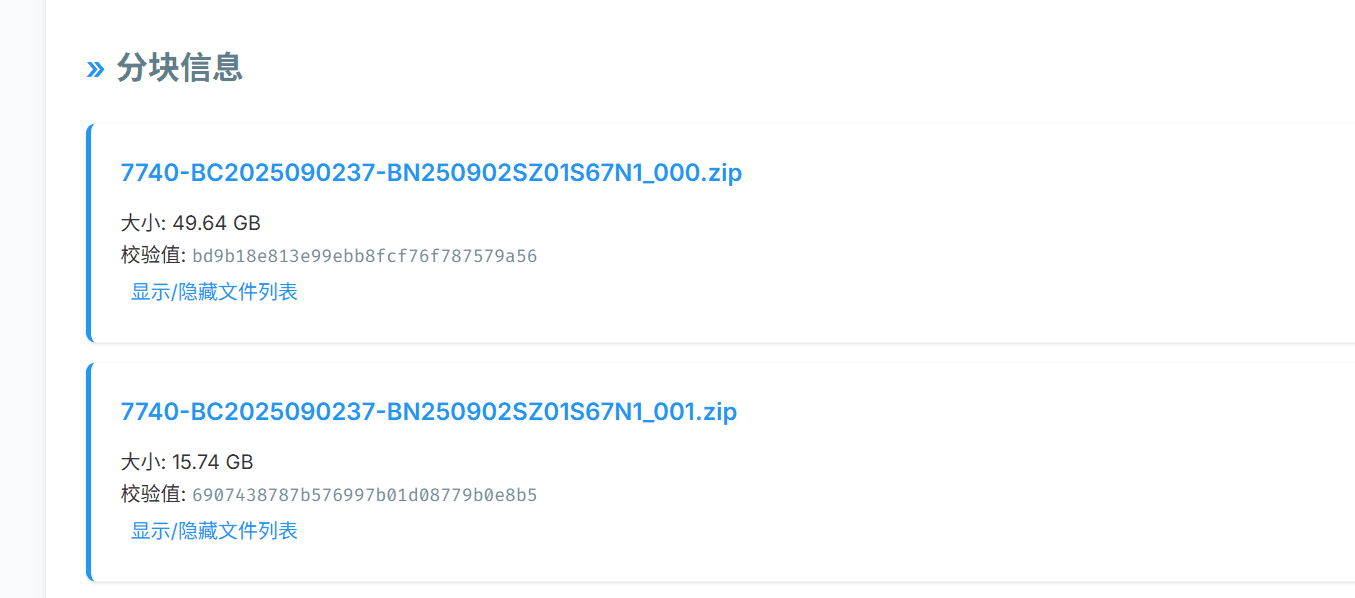 » 分块信息
7740-BC2025090237-BN250902SZ01S67N1_000.zip
大小: 49.64 GB
校验值: bd9b18e813e99ebb8fcf76f787579a56
显示/隐藏文件列表
7740-BC2025090237-BN250902SZ01S67N1_001.zip
大小: 15.74 GB
校验值: 6907438787b576997b01d08779b0e8b5
显示/隐藏文件列表